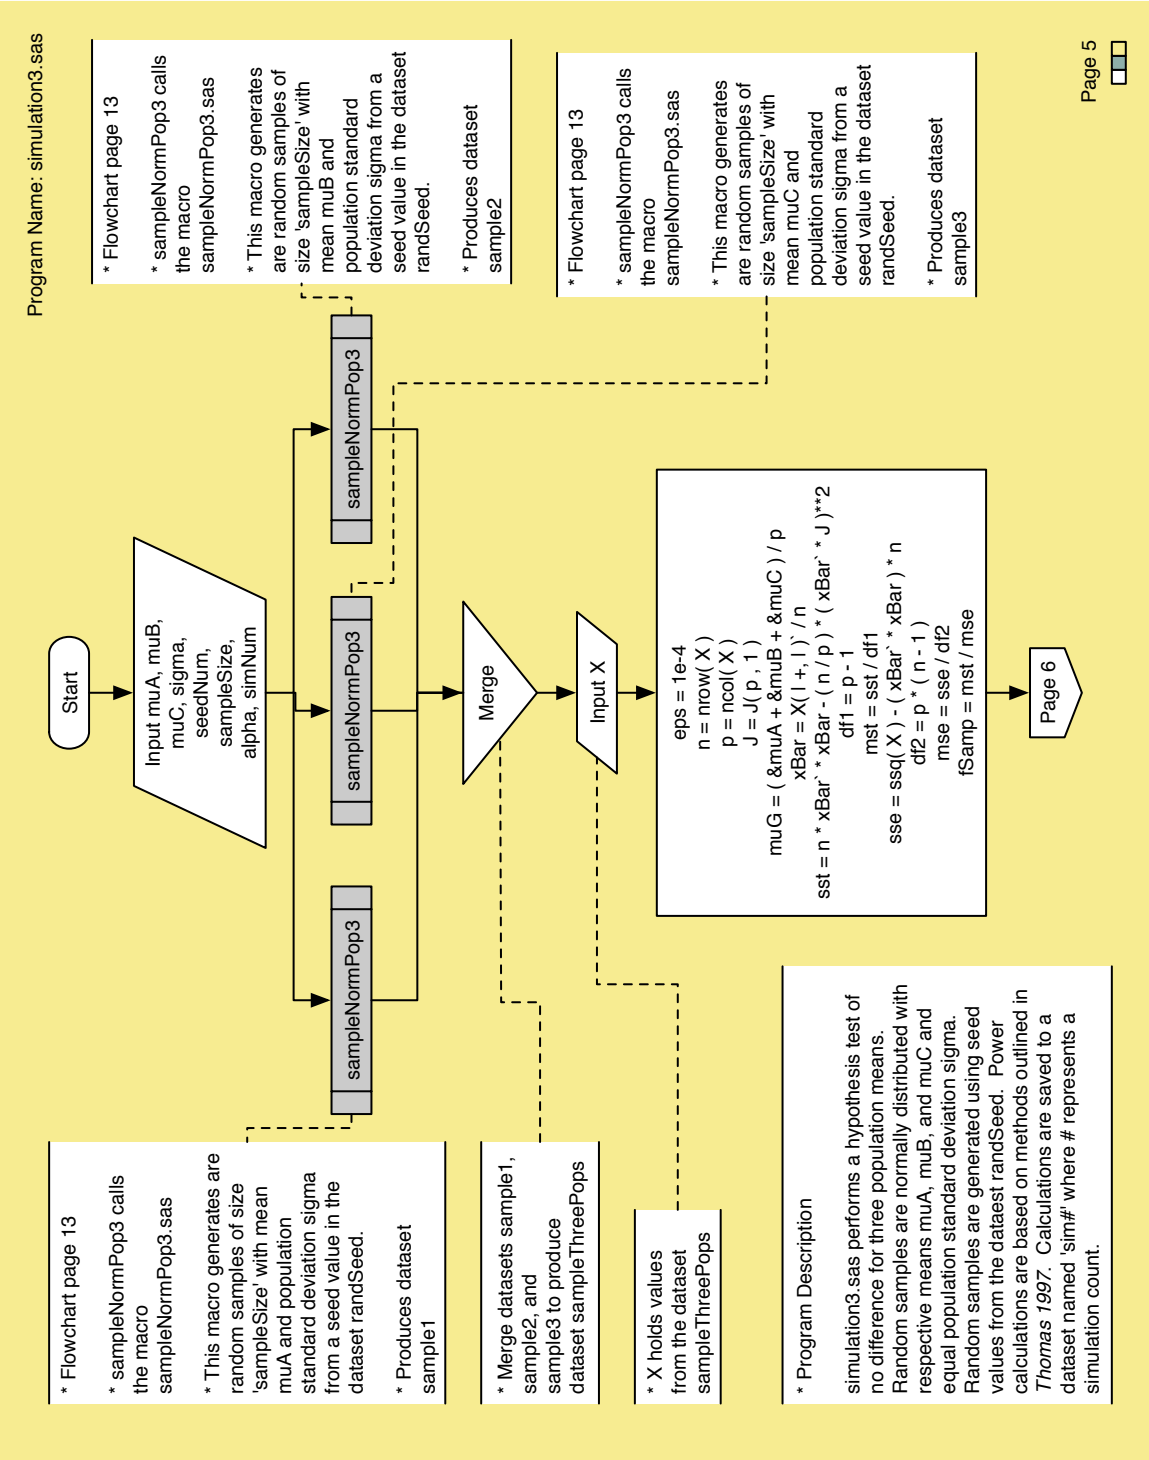 Program Name: simulation3.sas
Start
Input muA, muB,
muC, sigma,
seedNum,
sampleSize,
alpha, simNum
* Flowchart page 13
* sampleNormPop3 calls
the macro
sampleNormPop3.sas
* This macro generates are
random samples of size
'sampleSize' with mean
muA and population
standard deviation sigma
from a seed value in the
dataset randSeed.
* Produces dataset
sample1
sampleNormPop3
sampleNormPop3
sampleNormPop3
* Flowchart page 13
* sampleNormPop3 calls
the macro
sampleNormPop3.sas
* This macro generates
are random samples of
size 'sampleSize' with
mean muB and
population standard
deviation sigma from a
seed value in the dataset
randSeed.
* Produces dataset
sample2
* Merge datasets sample1,
sample2, and
sample3 to produce
dataset sampleThreePops
Merge
* Flowchart page 13
* sampleNormPop3 calls
the macro
sampleNormPop3.sas
* This macro generates
are random samples of
size 'sampleSize' with
mean muC and
population standard
deviation sigma from a
seed value in the dataset
randSeed.
* Produces dataset
sample3
* X holds values
from the dataset
sampleThreePops
Input X
eps = 1e-4
n = nrow( X )
p = ncol( X )
J = J( p , 1 )
muG = ( &muA + &muB + &muC ) / p
xBar = X( l +, l )` / n
sst = n * xBar` * xBar - ( n / p ) * ( xBar` * J )**2
df1 = p - 1
mst = sst / df1
sse = ssq( X ) - ( xBar` * xBar ) * n
df2 = p * ( n - 1 )
mse = sse / df2
fSamp = mst / mse
* Program Description
simulation3.sas performs a hypothesis test of
no difference for three population means.
Random samples are normally distributed with
respective means muA, muB, and muC and
equal population standard deviation sigma.
Random samples are generated using seed
values from the dataest randSeed.  Power
calculations are based on methods outlined in
Thomas 1997.  Calculations are saved to a
dataset named 'sim#' where # represents a
simulation count.
Page 6
Page 5